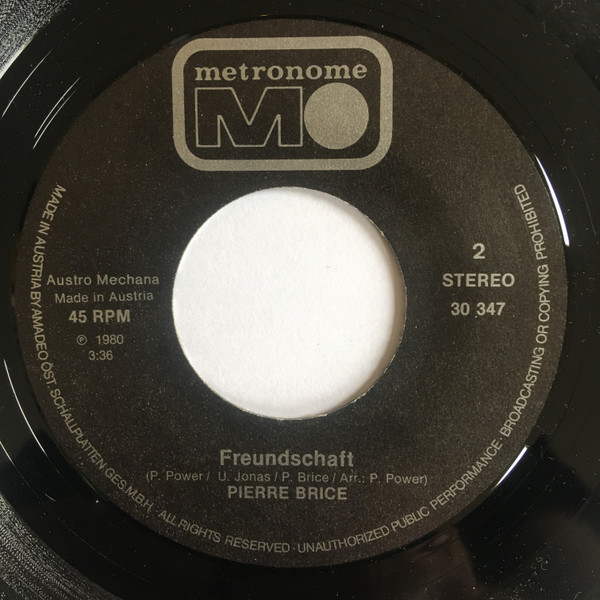 metronome
MO
2
STEREO
30 347
Austro Mechana
Made in Austria
45 RPM
℗ 1980
3:36
Freundschaft
(P. Power / U. Jonas / P. Brice / Arr.: P. Power)
PIERRE BRICE
MADE IN AUSTRIA BY AMADEO ÖST. SCHALLPLATTEN GES.M.B.H. ALL RIGHTS RESERVED · UNAUTHORIZED PUBLIC PERFORMANCE · BROADCASTING OR COPYING PROHIBITED